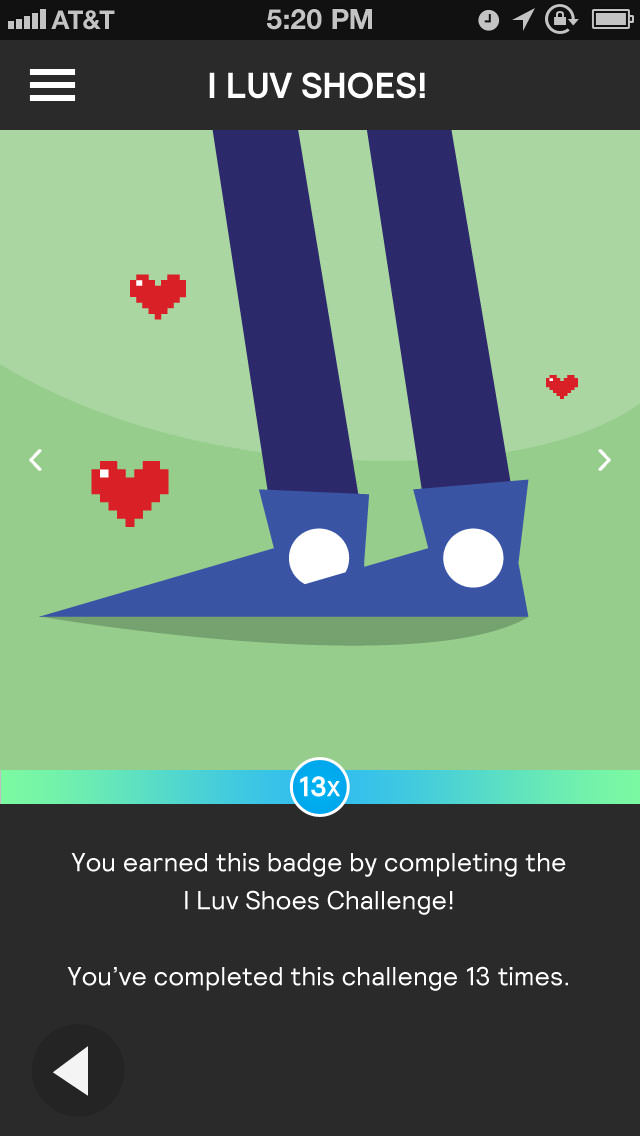 AT&T 5:20 PM
I LUV SHOES!
13x
You earned this badge by completing the
I Luv Shoes Challenge!
You’ve completed this challenge 13 times.